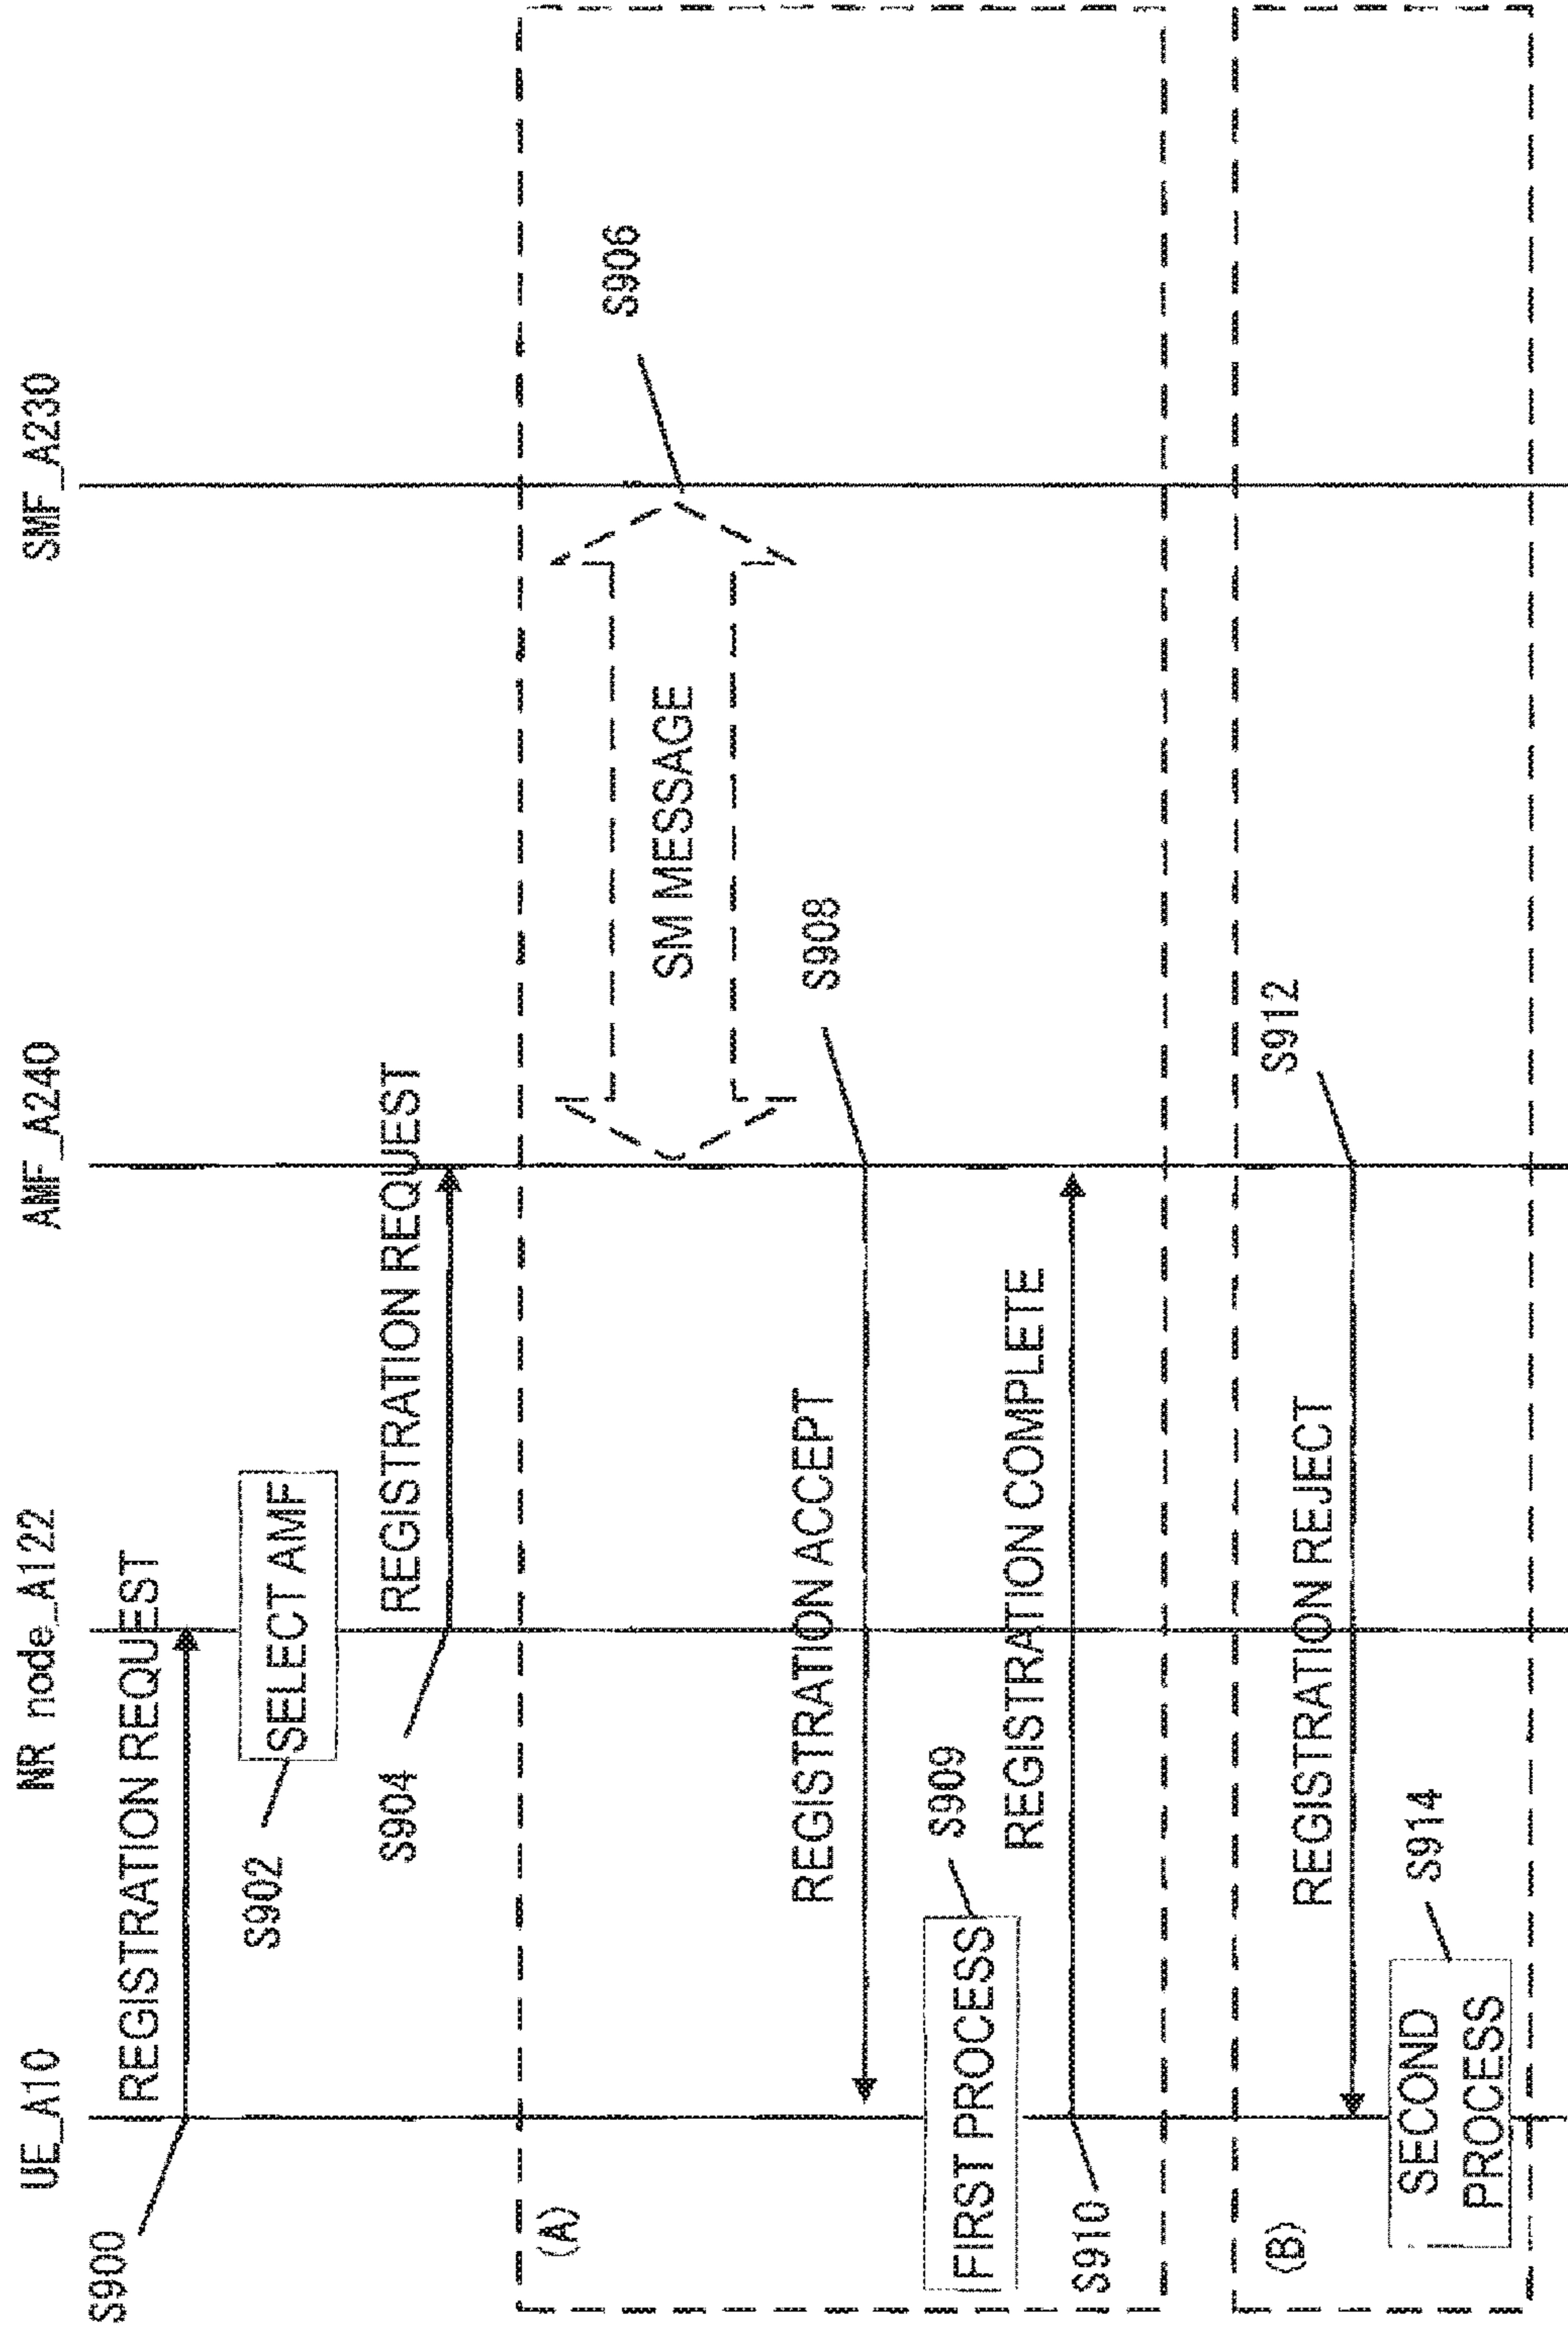 UE_A10
NR node_A122
AMF_A240
SMF_A230
S900
REGISTRATION REQUEST
S902
SELECT AMF
S904
REGISTRATION REQUEST
(A)
SM MESSAGE
S906
REGISTRATION ACCEPT
S908
FIRST PROCESS
S909
REGISTRATION COMPLETE
S910
(B)
REGISTRATION REJECT
S912
SECOND
PROCESS
S914